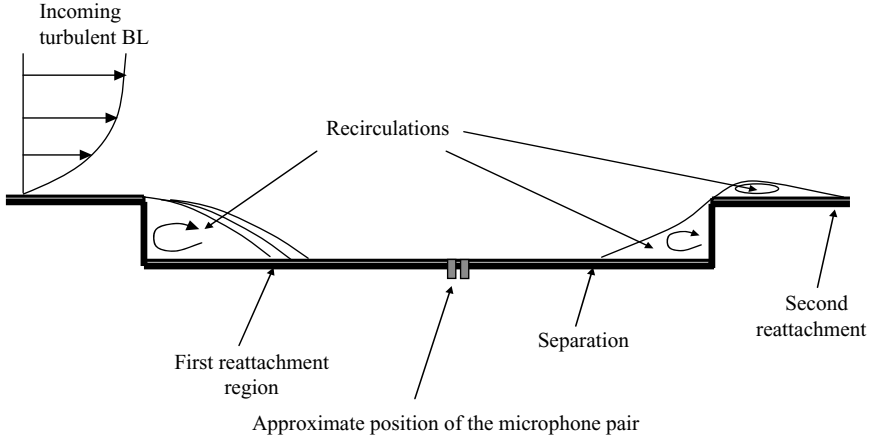 Incoming
turbulent BL
Recirculations
Second
reattachment
Separation
First reattachment
region
Approximate position of the microphone pair